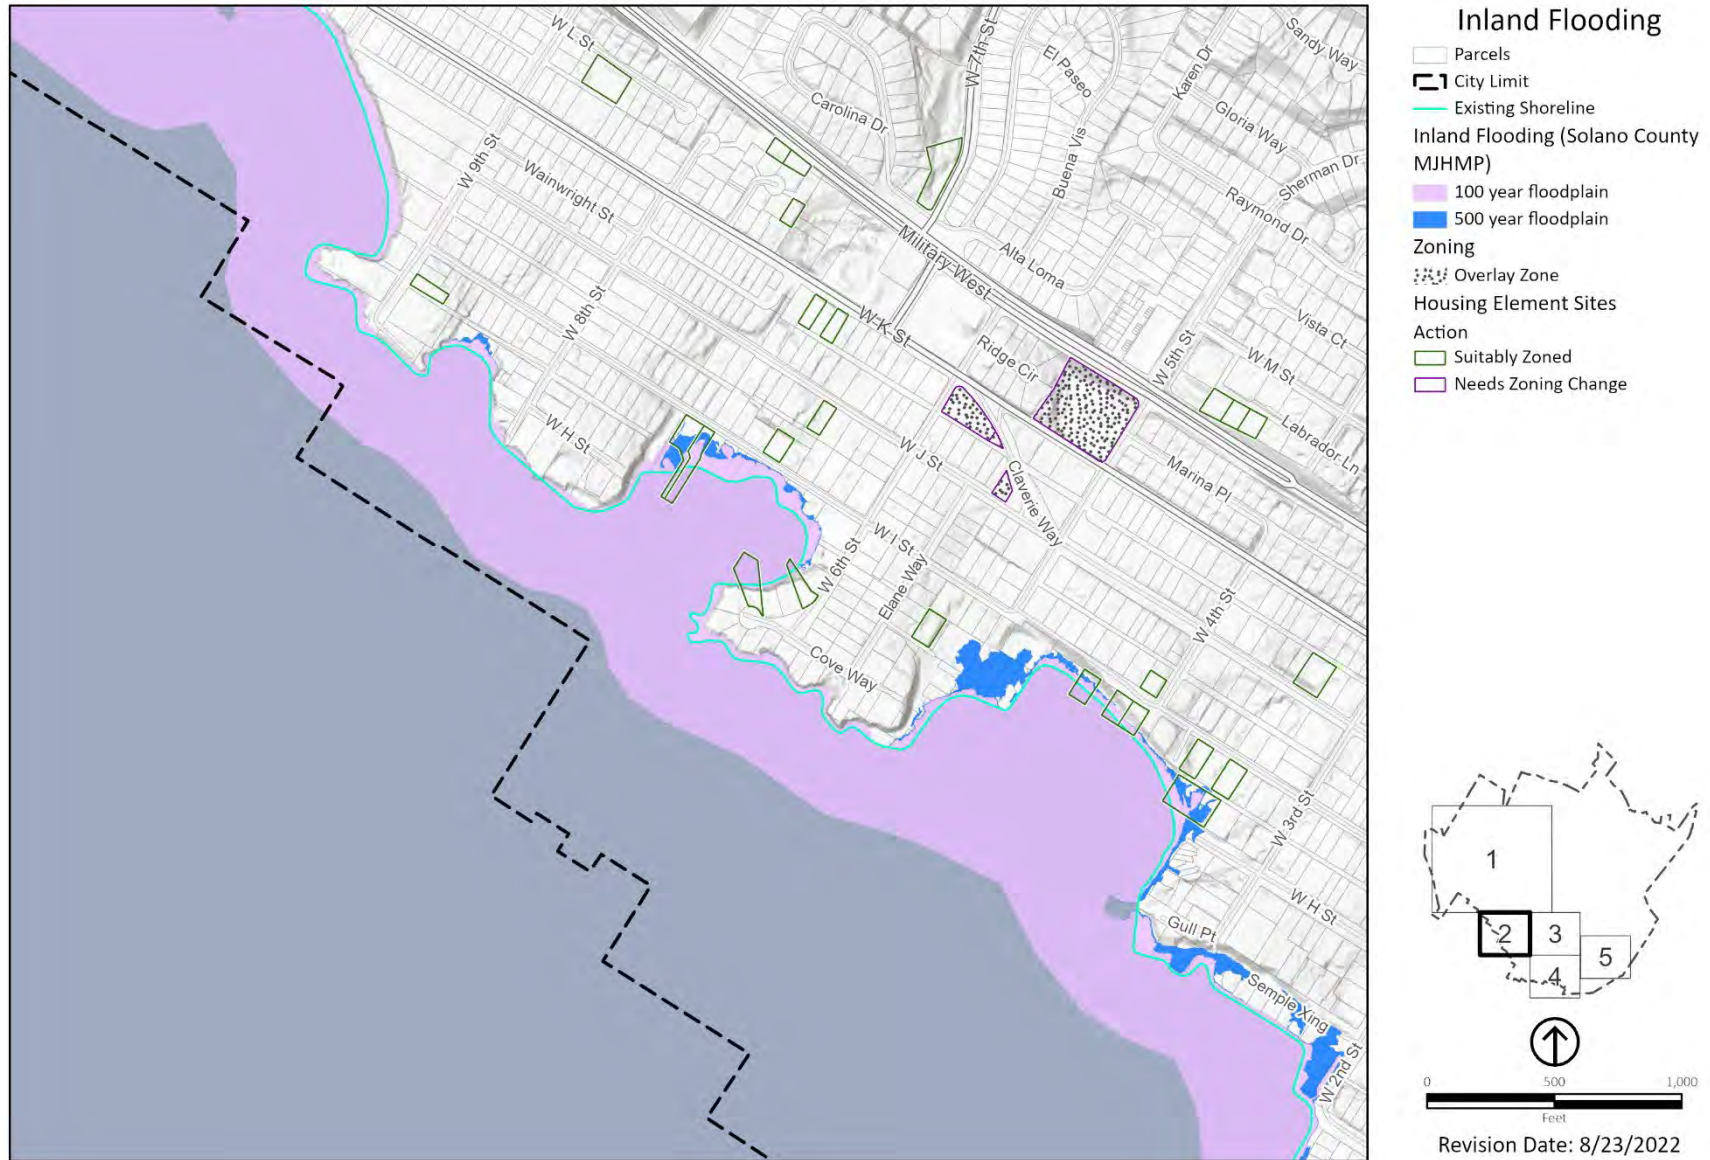 W L St
W 7th St
El Paseo
Karen Dr
Sandy Way
Carolina Dr
Gloria Way
W 9th St
Wainwright St
Buena Vis
Sherman Dr
Raymond Dr
Military West
Alta Loma
W 8th St
W K St
Ridge Cir
W 5th St
Vista Ct
W M St
W H St
W J St
Labrador Ln
Claverie Way
Marina Pl
W I St
W 6th St
Elane Way
W 4th St
Cove Way
W 3rd St
W H St
Gull Pt
Semple Xing
W 2nd St
Inland Flooding
Parcels
City Limit
Existing Shoreline
Inland Flooding (Solano County
MJHMP)
100 year floodplain
500 year floodplain
Zoning
Overlay Zone
Housing Element Sites
Action
Suitably Zoned
Needs Zoning Change
1
2
3
4
5
0 500 1,000
Feet
Revision Date: 8/23/2022